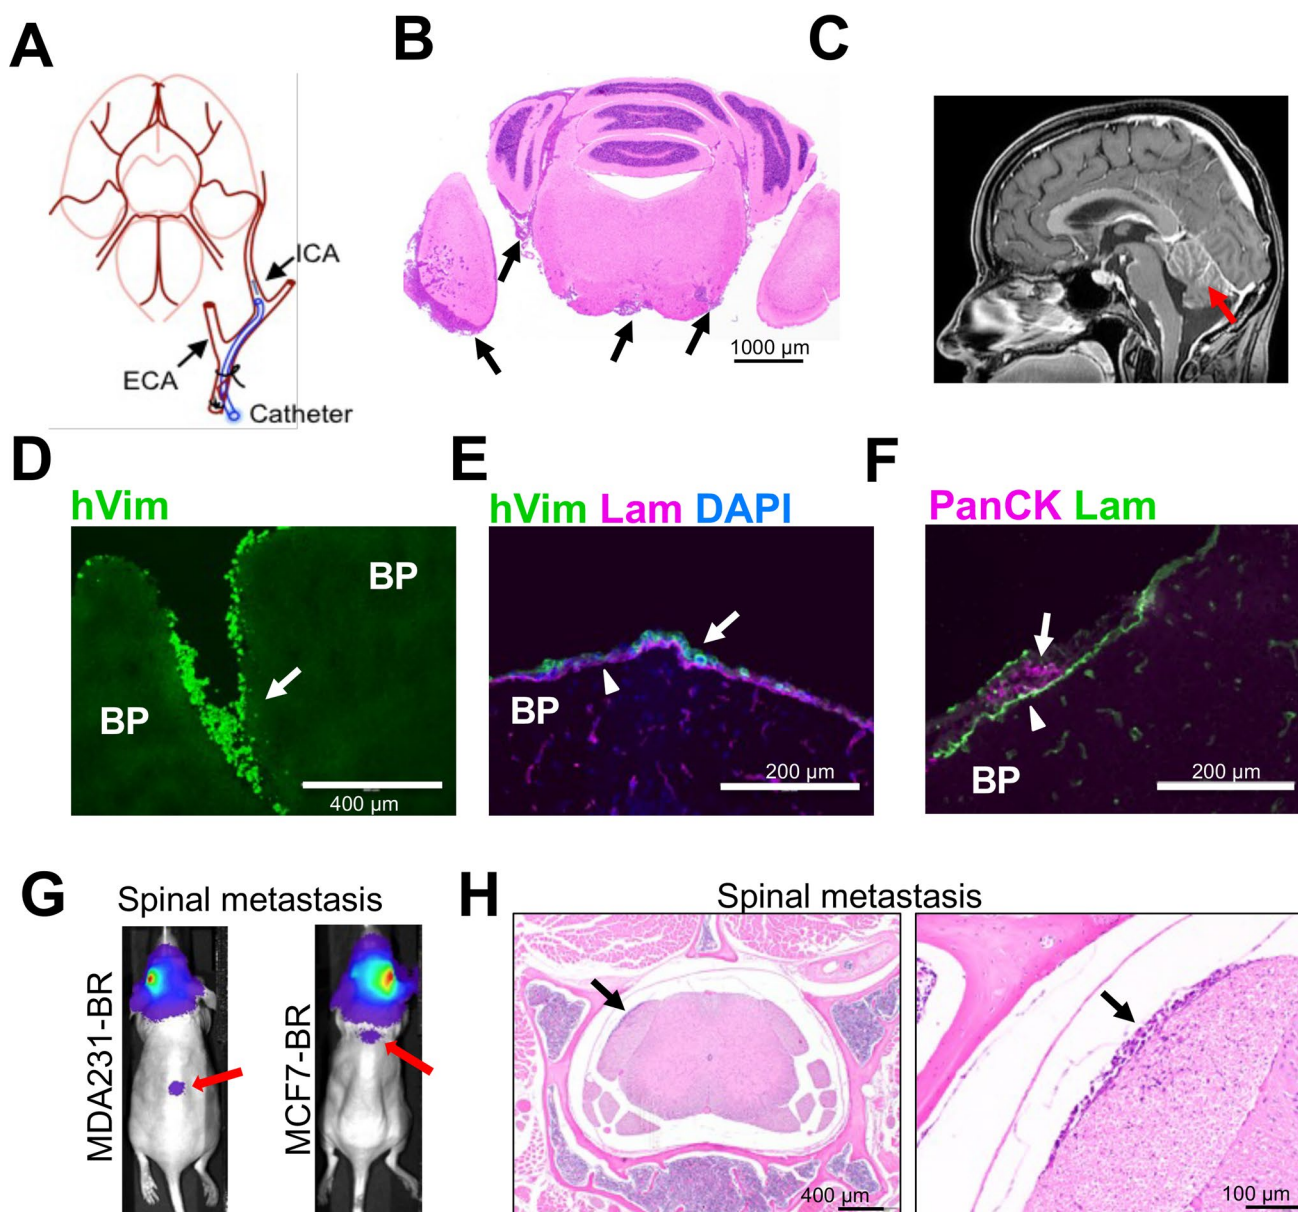 A
ICA
ECA
Catheter
B
1000 µm
C
D
hVim
BP
BP
400 µm
E
hVim Lam DAPI
BP
200 µm
F
PanCK Lam
BP
200 µm
G
Spinal metastasis
MDA231-BR
MCF7-BR
H
Spinal metastasis
400 µm
100 µm